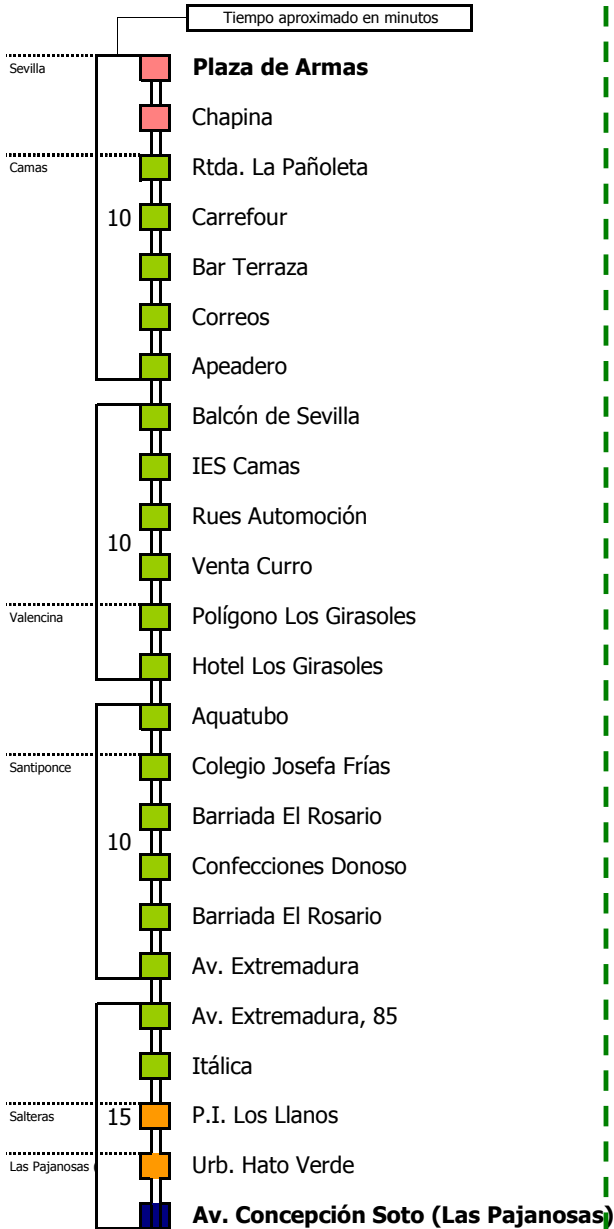 Tiempo aproximado en minutos
Sevilla
Plaza de Armas
Chapina
Camas
Rtda. La Pañoleta
10
Carrefour
Bar Terraza
Correos
Apeadero
Balcón de Sevilla
IES Camas
Rues Automoción
10
Venta Curro
Valencina
Polígono Los Girasoles
Hotel Los Girasoles
Aquatubo
Santiponce
Colegio Josefa Frías
Barriada El Rosario
10
Confecciones Donoso
Barriada El Rosario
Av. Extremadura
Av. Extremadura, 85
Itálica
Salteras
15
P.I. Los Llanos
Las Pajanosas (
Urb. Hato Verde
Av. Concepción Soto (Las Pajanosas)